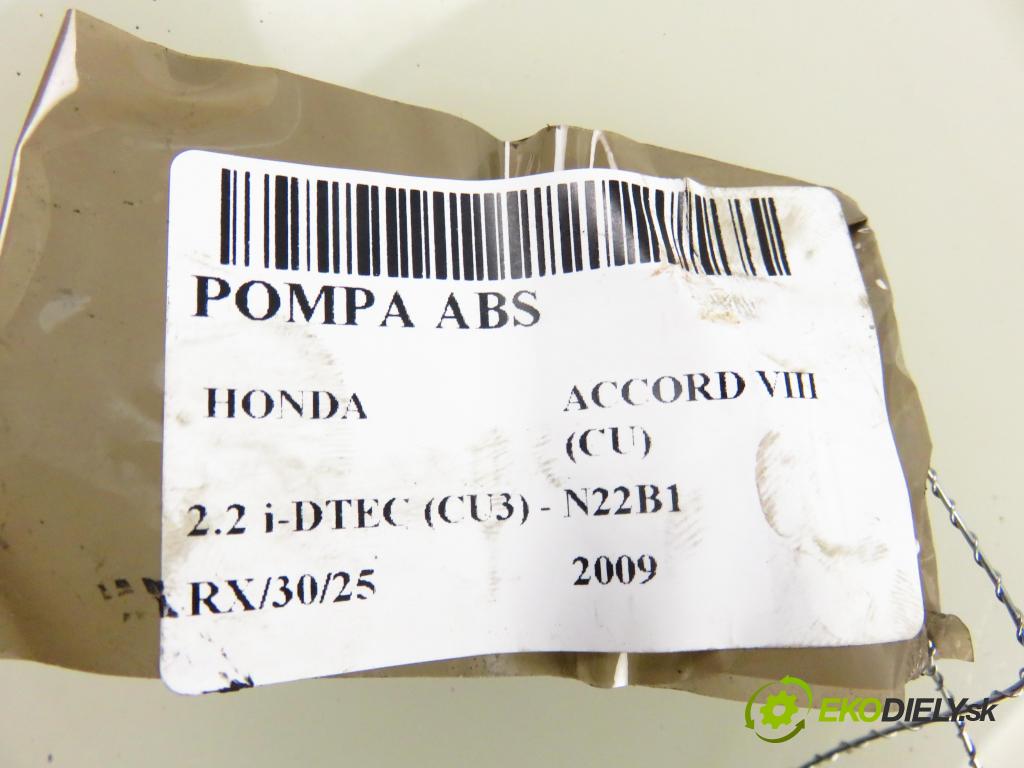 POMPA ABS
HONDA ACCORD VIII
(CU)
2.2 i-DTEC (CU3) - N22B1
RX/30/25 2009
EKODIELY.sk